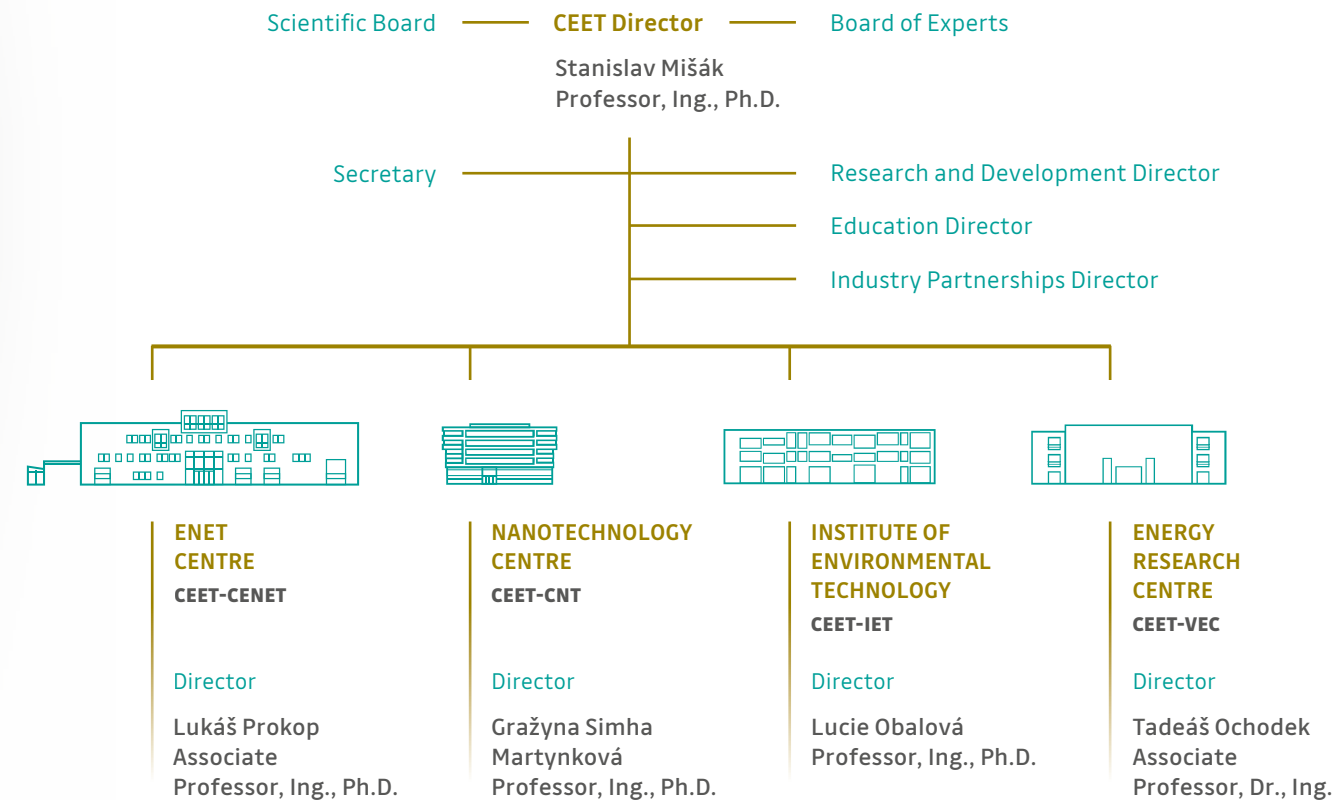 Scientific Board
CEET Director
Board of Experts
Stanislav Mišák
Professor, Ing., Ph.D.
Secretary
Research and Development Director
Education Director
Industry Partnerships Director
ENET
CENTRE
CEET-CENET
Director
Lukáš Prokop
Associate
Professor, Ing., Ph.D.
NANOTECHNOLOGY
CENTRE
CEET-CNT
Director
Gražyna Simha
Martynková
Professor, Ing., Ph.D.
INSTITUTE OF
ENVIRONMENTAL
TECHNOLOGY
CEET-IET
Director
Lucie Obalová
Professor, Ing., Ph.D.
ENERGY
RESEARCH
CENTRE
CEET-VEC
Director
Tadeáš Ochodek
Associate
Professor, Dr., Ing.